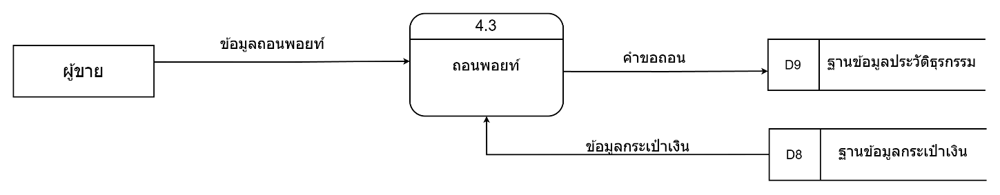 4.3
ข้อมูลถอนพอยท์
ผู้ขาย
ถอนพอยท์
คำขอถอน
D9
ฐานข้อมูลประวัติธุรกรรม
ข้อมูลกระเป๋าเงิน
D8
ฐานข้อมูลกระเป๋าเงิน